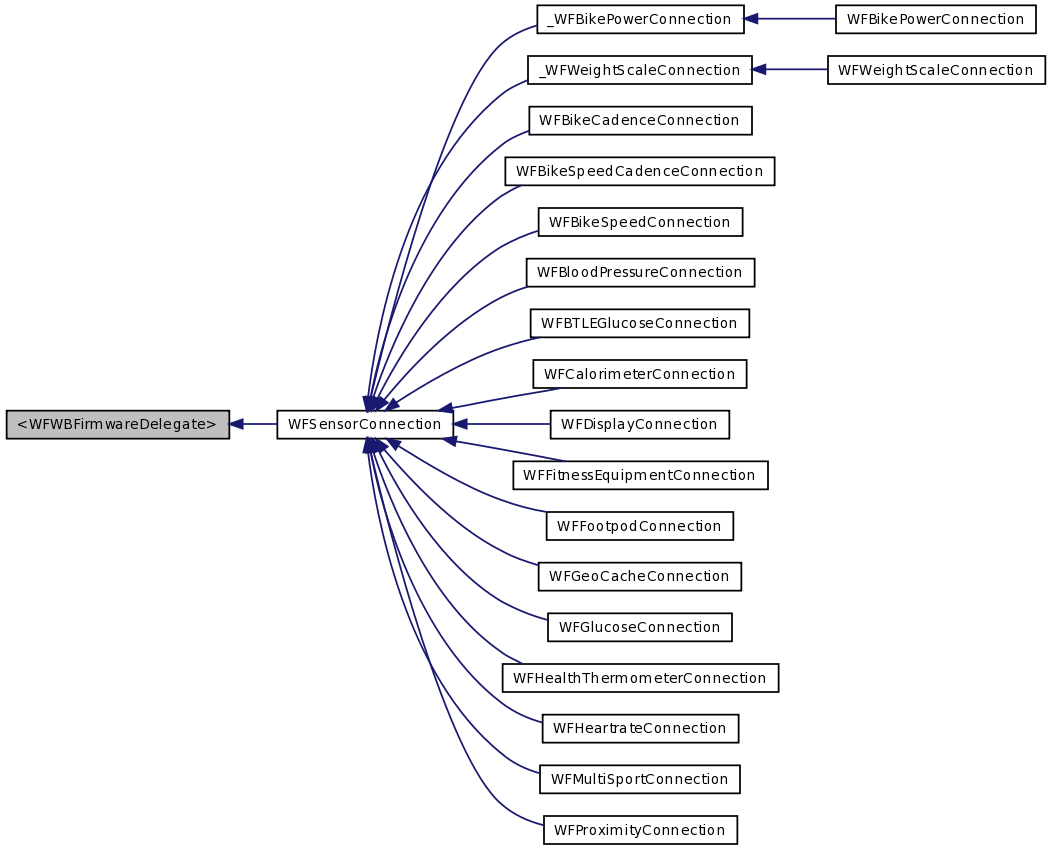 _WFBikePowerConnection
WFBikePowerConnection
_WFWeightScaleConnection
WFWeightScaleConnection
WFBikeCadenceConnection
WFBikeSpeedCadenceConnection
WFBikeSpeedConnection
WFBloodPressureConnection
WFBTLEGlucoseConnection
WFCalorimeterConnection
<WFWBFirmwareDelegate>
WFSensorConnection
WFDisplayConnection
WFFitnessEquipmentConnection
WFFootpodConnection
WFGeoCacheConnection
WFGlucoseConnection
WFHealthThermometerConnection
WFHeartrateConnection
WFMultiSportConnection
WFProximityConnection